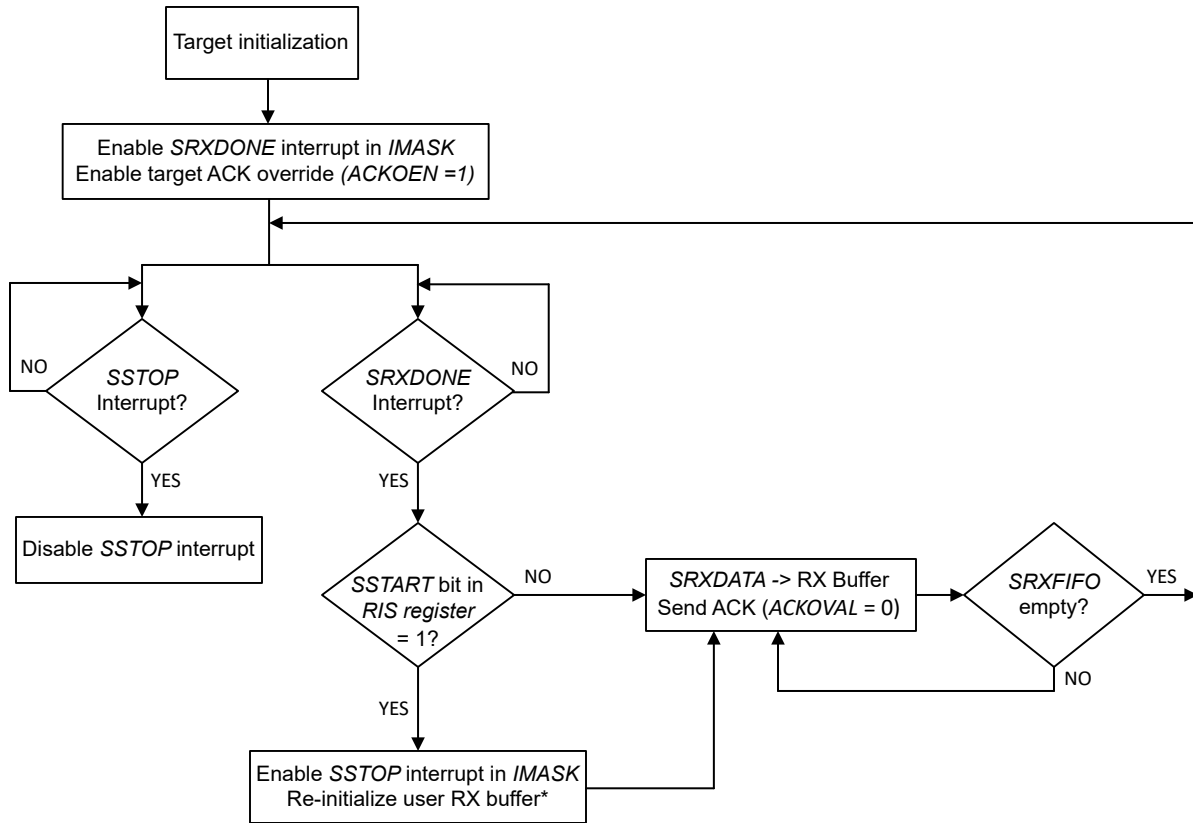 Target initialization
Enable SRXDONE interrupt in IMASK
Enable target ACK override (ACKOEN =1)
NO
SSTOP
Interrupt?
YES
Disable SSTOP interrupt
SRXDONE
Interrupt?
NO
YES
SSTART bit in
RIS register
= 1?
NO
YES
Enable SSTOP interrupt in IMASK
Re-initialize user RX buffer*
SRXDATA -> RX Buffer
Send ACK (ACKOVAL = 0)
SRXFIFO
empty?
YES
NO